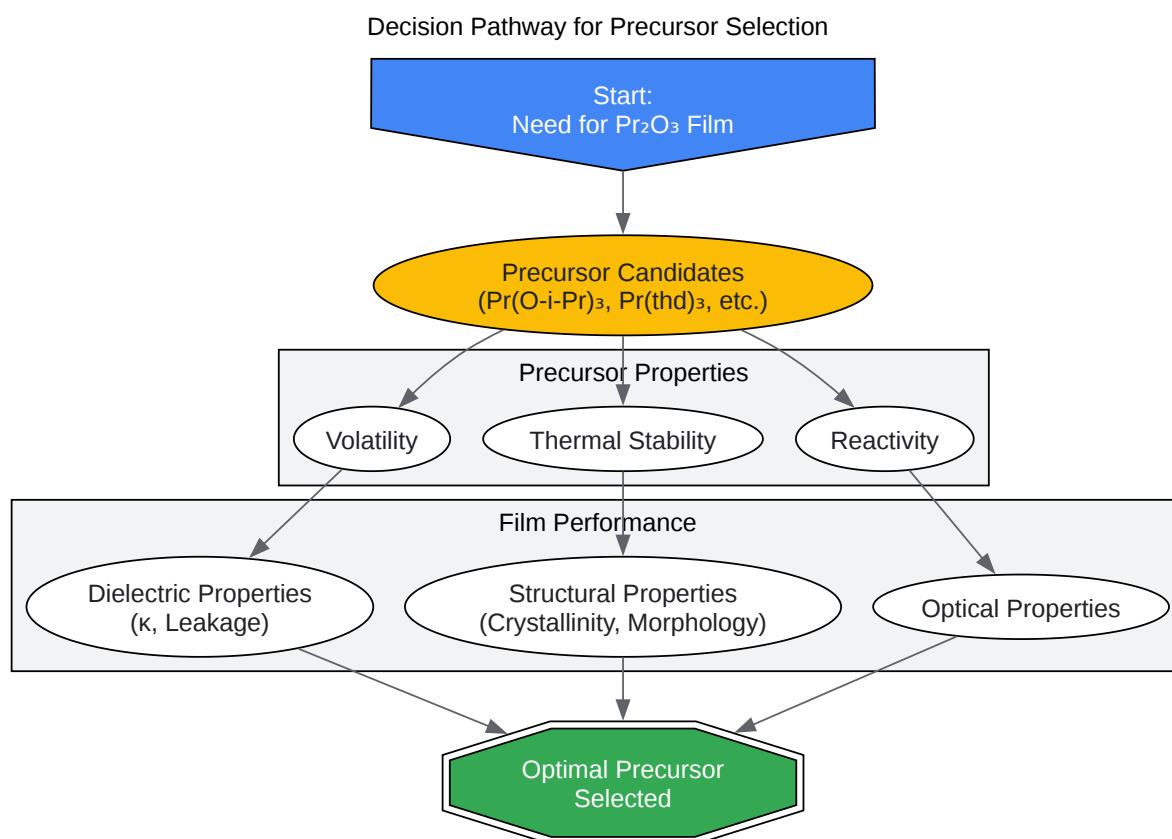 Decision Pathway for Precursor Selection
Start:
Need for Pr₂O₃ Film
Precursor Candidates
(Pr(O-i-Pr)₃, Pr(thd)₃, etc.)
Precursor Properties
Volatility
Thermal Stability
Reactivity
Film Performance
Dielectric Properties
(κ, Leakage)
Structural Properties
(Crystallinity, Morphology)
Optical Properties
Optimal Precursor
Selected